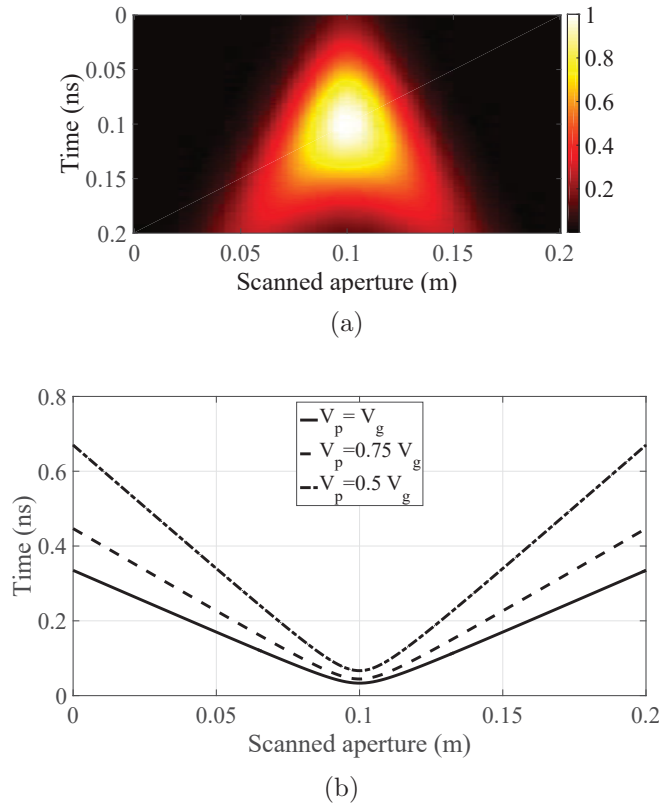 0
0.05
0.1
0.15
0.2
Time (ns)
0 0.05 0.1 0.15 0.2
Scanned aperture (m)
1
0.8
0.6
0.4
0.2
(a)
0.8
0.6
0.4
0.2
0
Time (ns)
V_p = V_g
V_p=0.75 V_g
V_p=0.5 V_g
0 0.05 0.1 0.15 0.2
Scanned aperture (m)
(b)